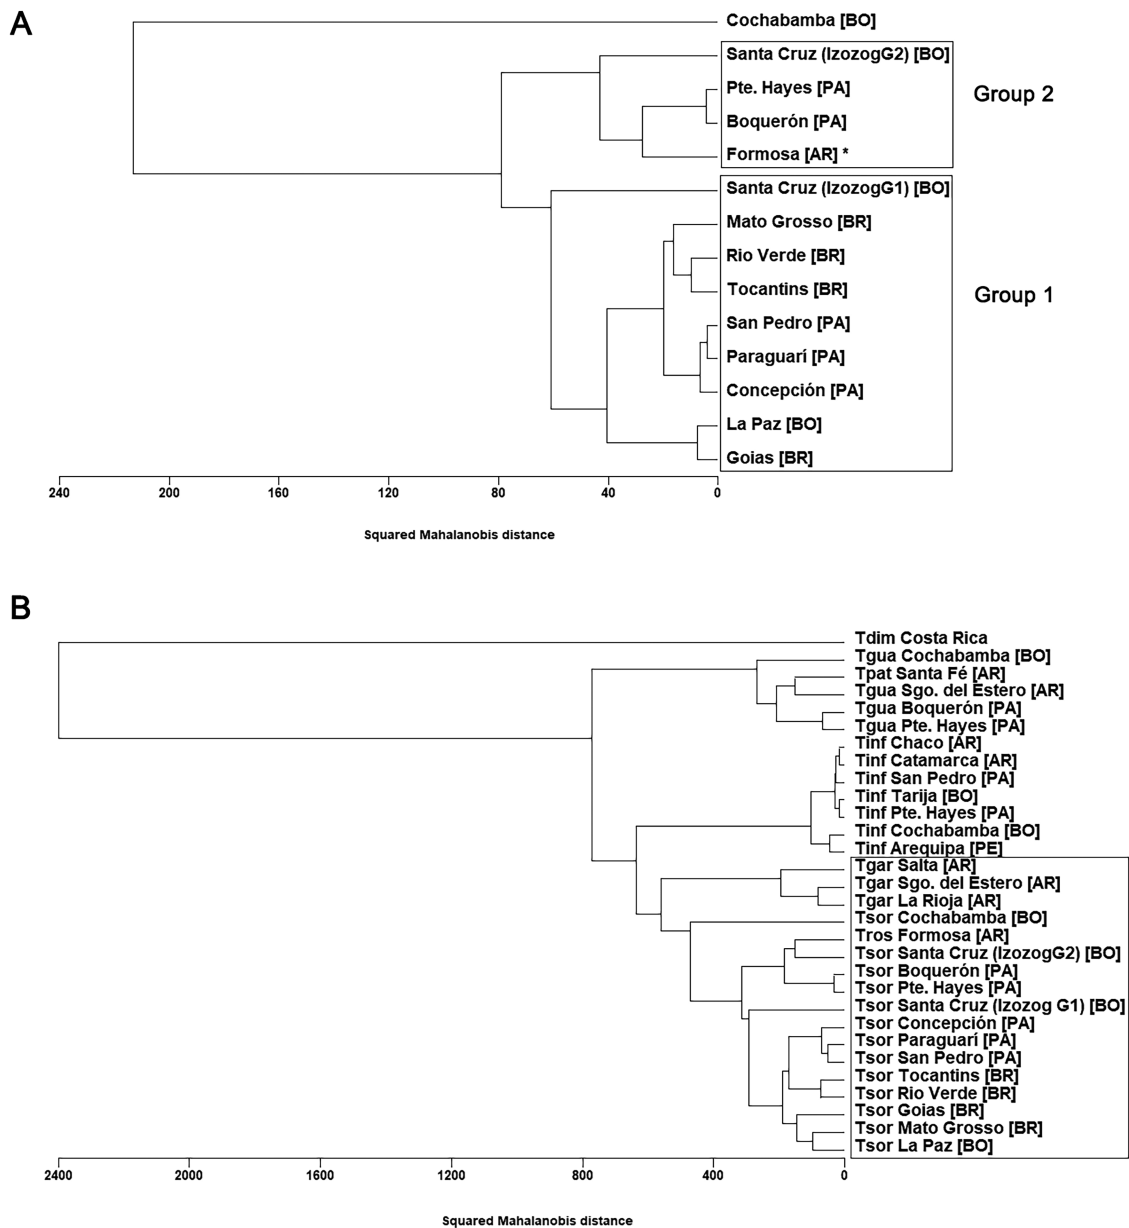 A
Cochabamba [BO]
Santa Cruz (IzozogG2) [BO]
Pte. Hayes [PA]
Group 2
Boquerón [PA]
Formosa [AR] *
Santa Cruz (IzozogG1) [BO]
Mato Grosso [BR]
Rio Verde [BR]
Tocantins [BR]
Group 1
San Pedro [PA]
Paraguarí [PA]
Concepción [PA]
La Paz [BO]
Goias [BR]
240 200 160 120 80 40 0
Squared Mahalanobis distance
B
Tdim Costa Rica
Tgua Cochabamba [BO]
Tpat Santa Fé [AR]
Tgua Sgo. del Estero [AR]
Tgua Boquerón [PA]
Tgua Pte. Hayes [PA]
Tinf Chaco [AR]
Tinf Catamarca [AR]
Tinf San Pedro [PA]
Tinf Tarija [BO]
Tinf Pte. Hayes [PA]
Tinf Cochabamba [BO]
Tinf Arequipa [PE]
Tgar Salta [AR]
Tgar Sgo. del Estero [AR]
Tgar La Rioja [AR]
Tsor Cochabamba [BO]
Tros Formosa [AR]
Tsor Santa Cruz (IzozogG2) [BO]
Tsor Boquerón [PA]
Tsor Pte. Hayes [PA]
Tsor Santa Cruz (Izozog G1) [BO]
Tsor Concepción [PA]
Tsor Paraguarí [PA]
Tsor San Pedro [PA]
Tsor Tocantins [BR]
Tsor Rio Verde [BR]
Tsor Goias [BR]
Tsor Mato Grosso [BR]
Tsor La Paz [BO]
2400 2000 1600 1200 800 400 0
Squared Mahalanobis distance